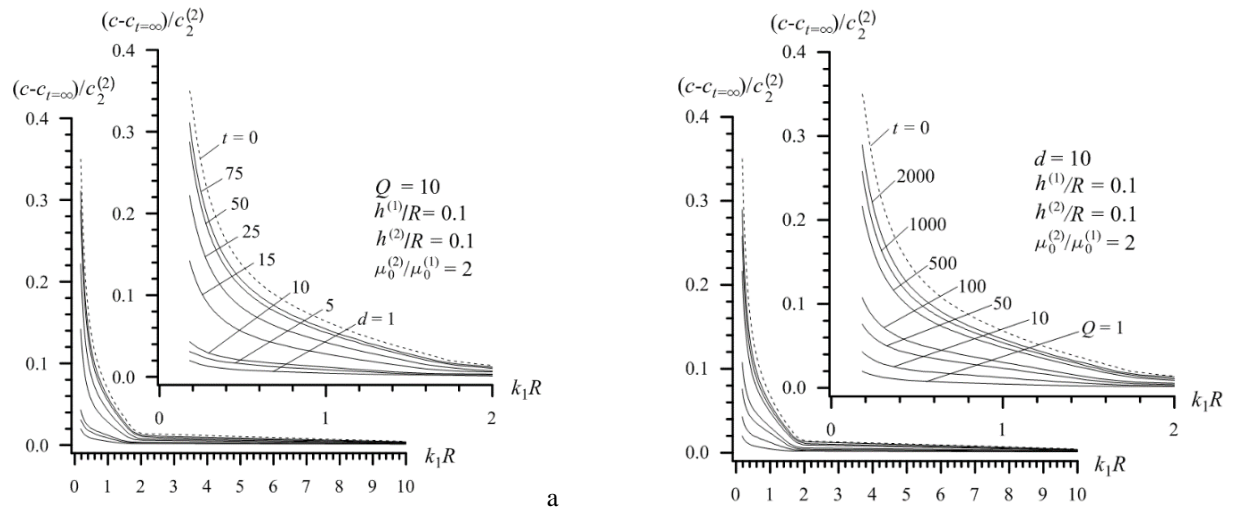 (c-c_{t=∞})/c_2^{(2)}
0.4
(c-c_{t=∞})/c_2^{(2)}
0.4
0.3
0.2
0.1
0.0
k_1R
0 1 2 3 4 5 6 7 8 9 10
0.3
0.2
0.1
0.0
0 1 2
k_1R
t = 0
75
50
25
15
10
5
d = 1
Q = 10
h^{(1)}/R= 0.1
h^{(2)}/R = 0.1
μ_0^{(2)}/μ_0^{(1)} = 2
a
(c-c_{t=∞})/c_2^{(2)}
0.4
(c-c_{t=∞})/c_2^{(2)}
0.4
0.3
0.2
0.1
0.0
k_1R
0 1 2 3 4 5 6 7 8 9 10
0.3
0.2
0.1
0.0
0 1 2
k_1R
t = 0
2000
1000
500
100
50
10
Q = 1
d = 10
h^{(1)}/R = 0.1
h^{(2)}/R = 0.1
μ_0^{(2)}/μ_0^{(1)} = 2